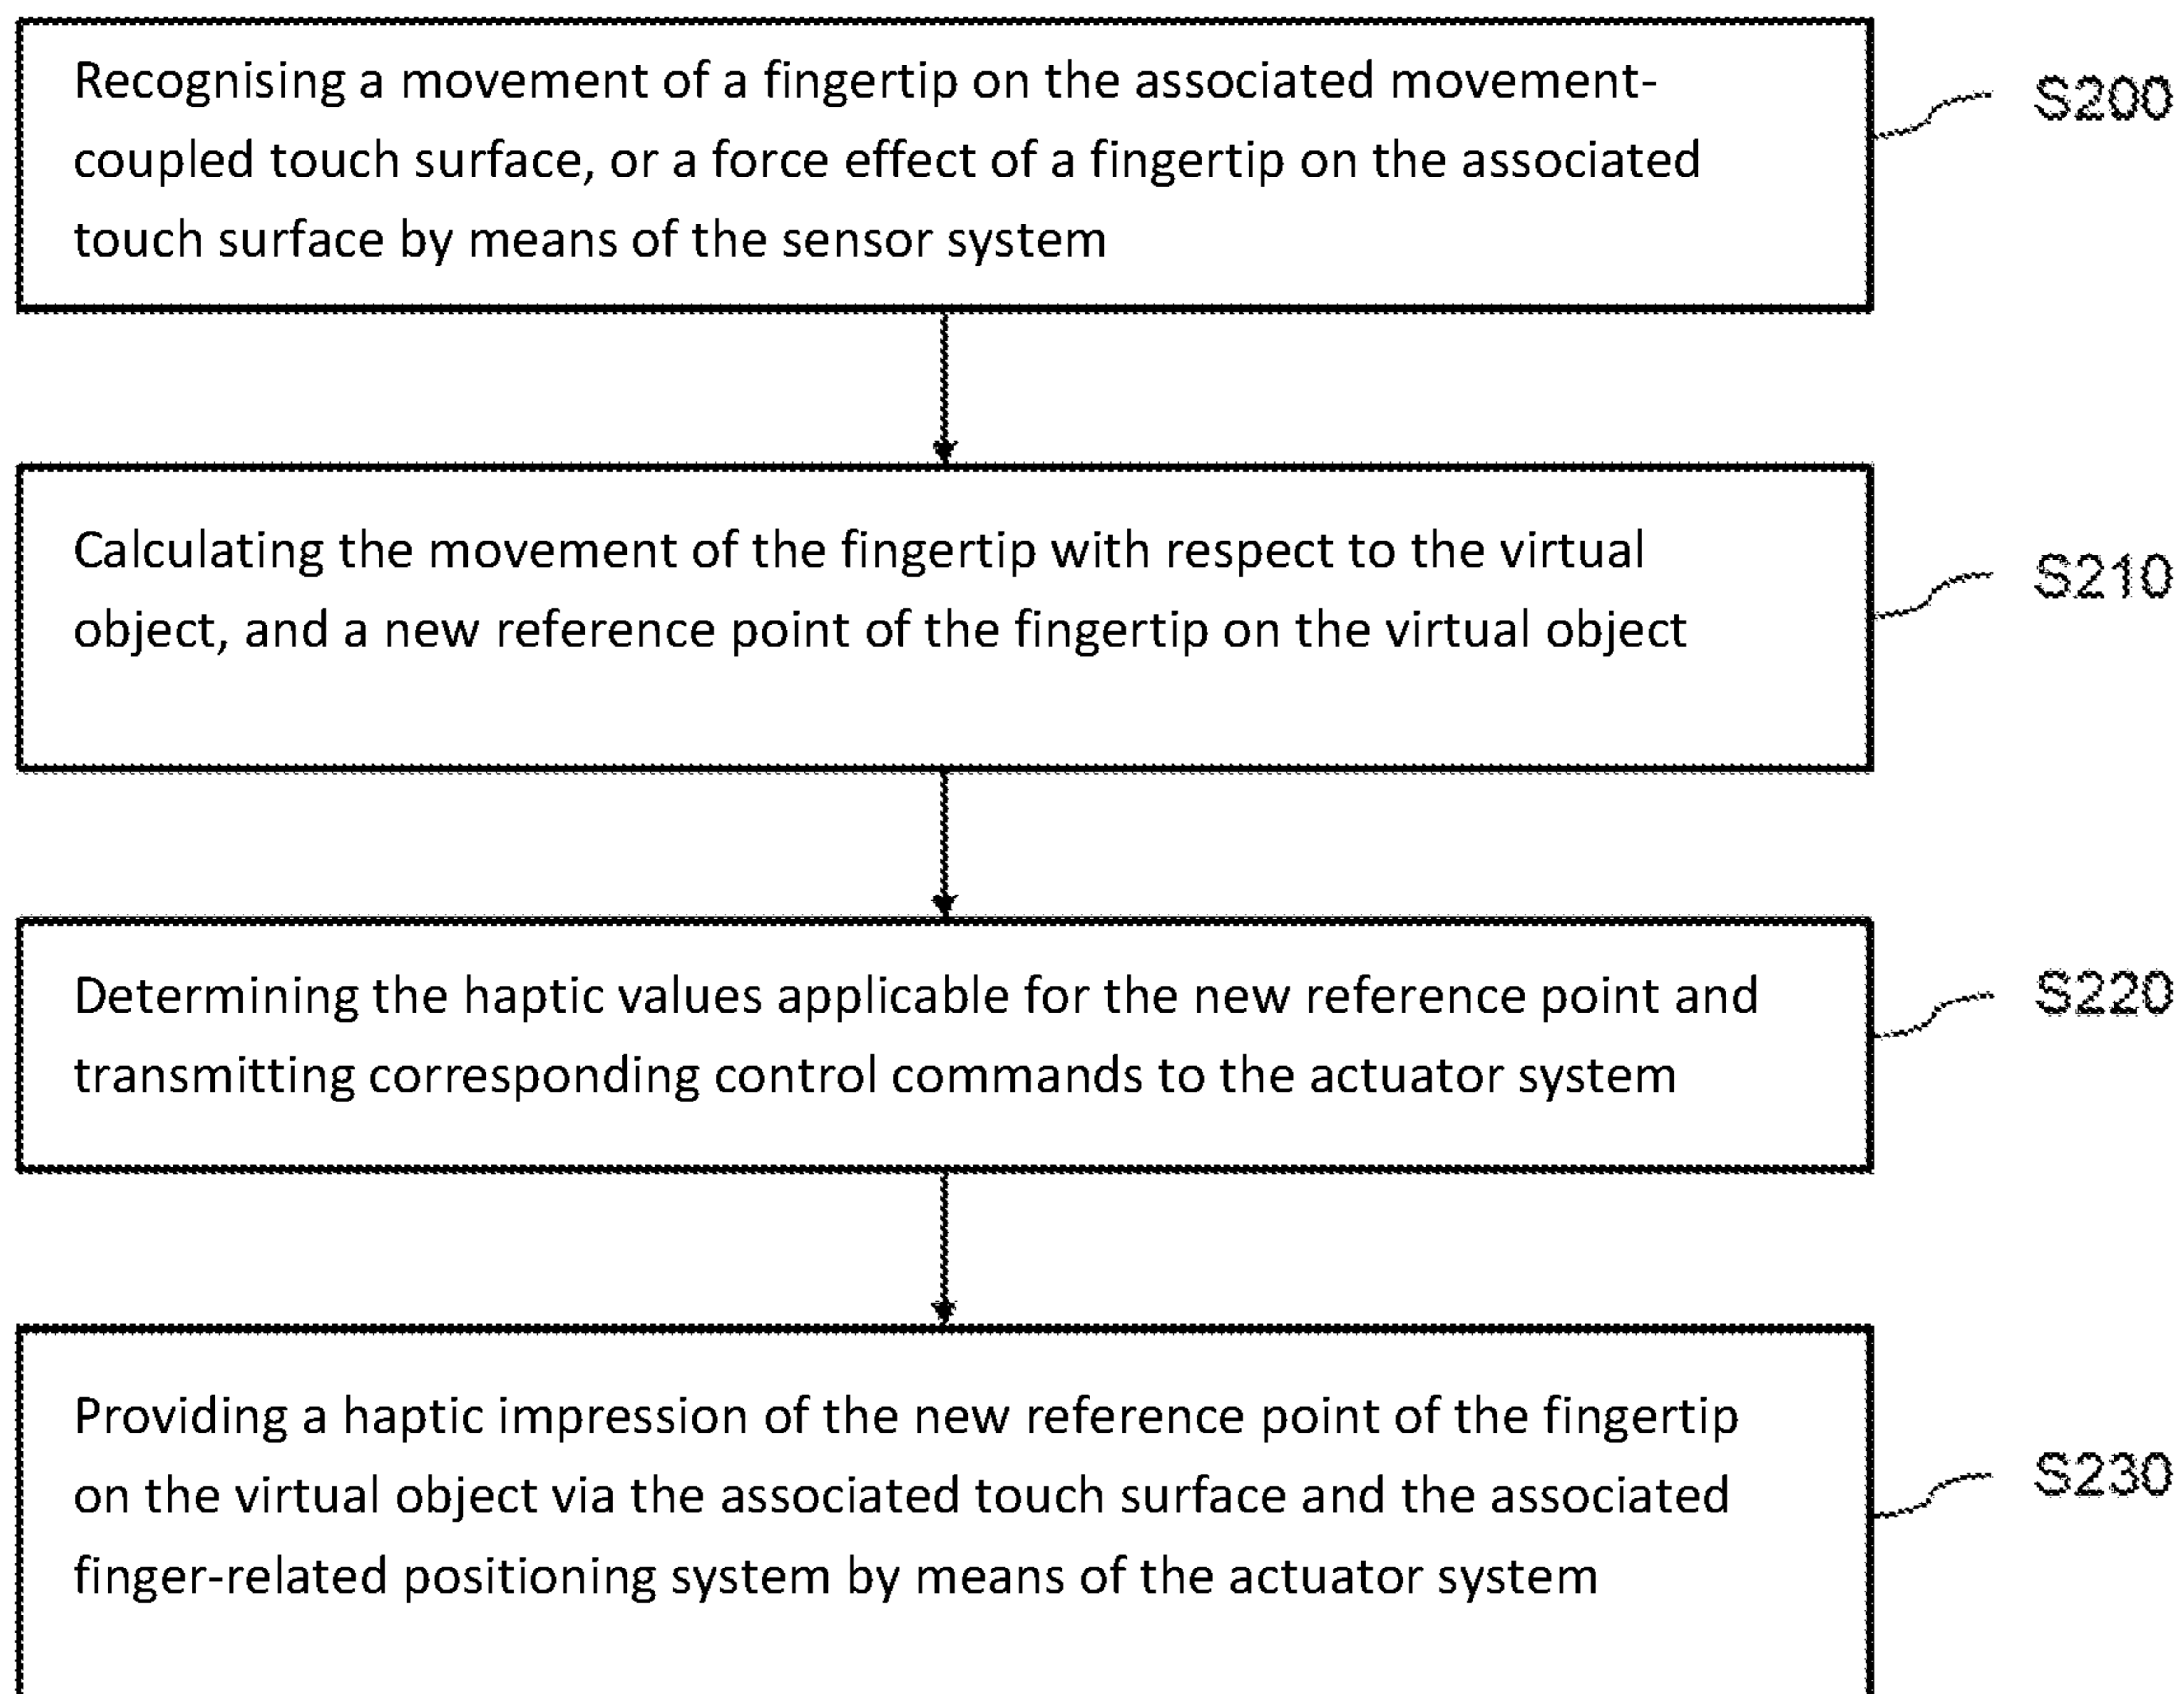 Recognising a movement of a fingertip on the associated movement-
coupled touch surface, or a force effect of a fingertip on the associated
touch surface by means of the sensor system
S200
Calculating the movement of the fingertip with respect to the virtual
object, and a new reference point of the fingertip on the virtual object
S210
Determining the haptic values applicable for the new reference point and
transmitting corresponding control commands to the actuator system
S220
Providing a haptic impression of the new reference point of the fingertip
on the virtual object via the associated touch surface and the associated
finger-related positioning system by means of the actuator system
S230